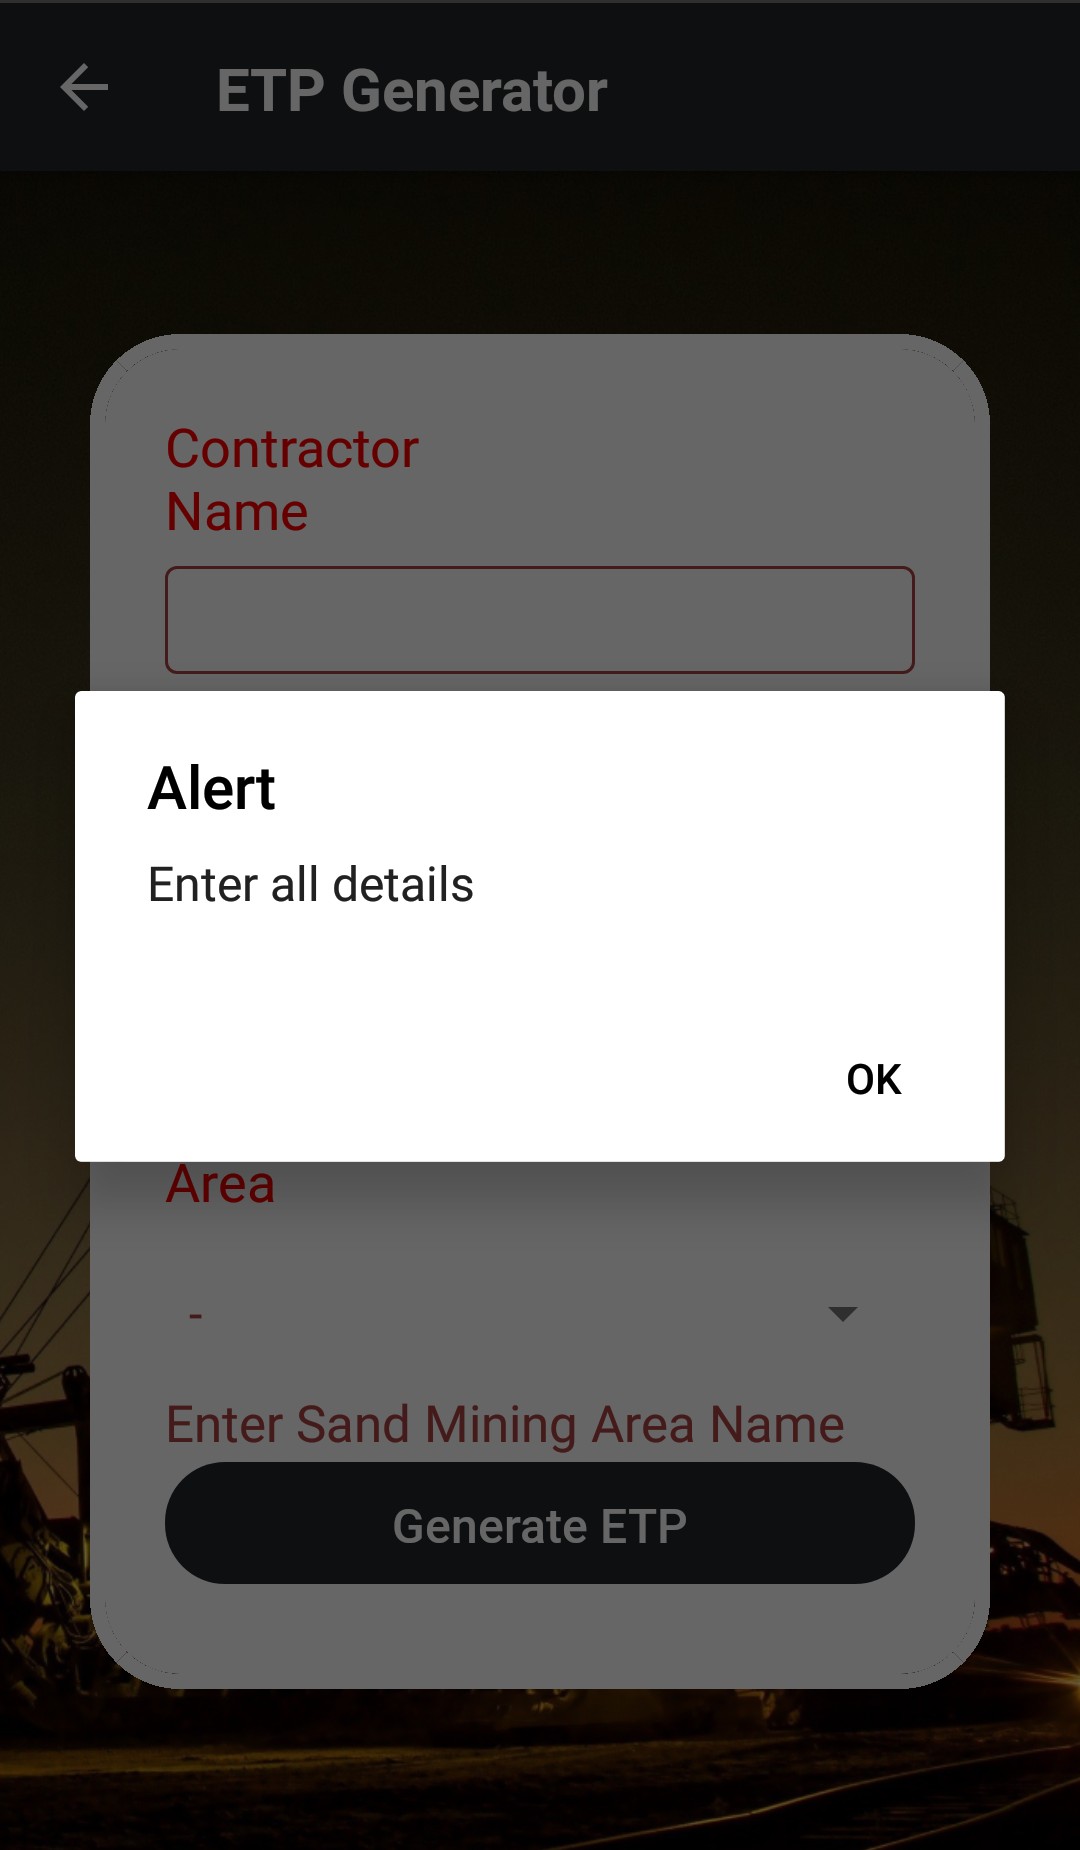 ETP Generator
Contractor
Name
Alert
Enter all details
OK
Area
-
Enter Sand Mining Area Name
Generate ETP